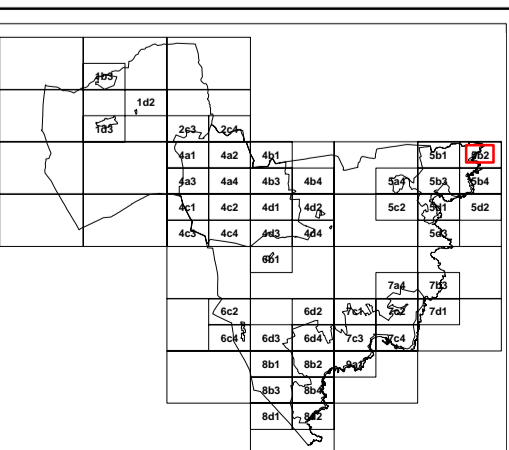 1b3
1d2
1d3 2c3 2c4
4a1 4a2 4b1 5b1 5b2
4a3 4a4 4b3 4b4 5a4 5b3 5b4
4c1 4c2 4d1 4d2 5c2 5d1 5d2
4c3 4c4 4d3 4d4 5d3
6b1
7a4 7b3
6c2 6d2 7c1 7c2 7d1
6c4 6d3 6d4 7c3 7c4
8b1 8b2 9a1
8b3 8b4
8d1 8d2